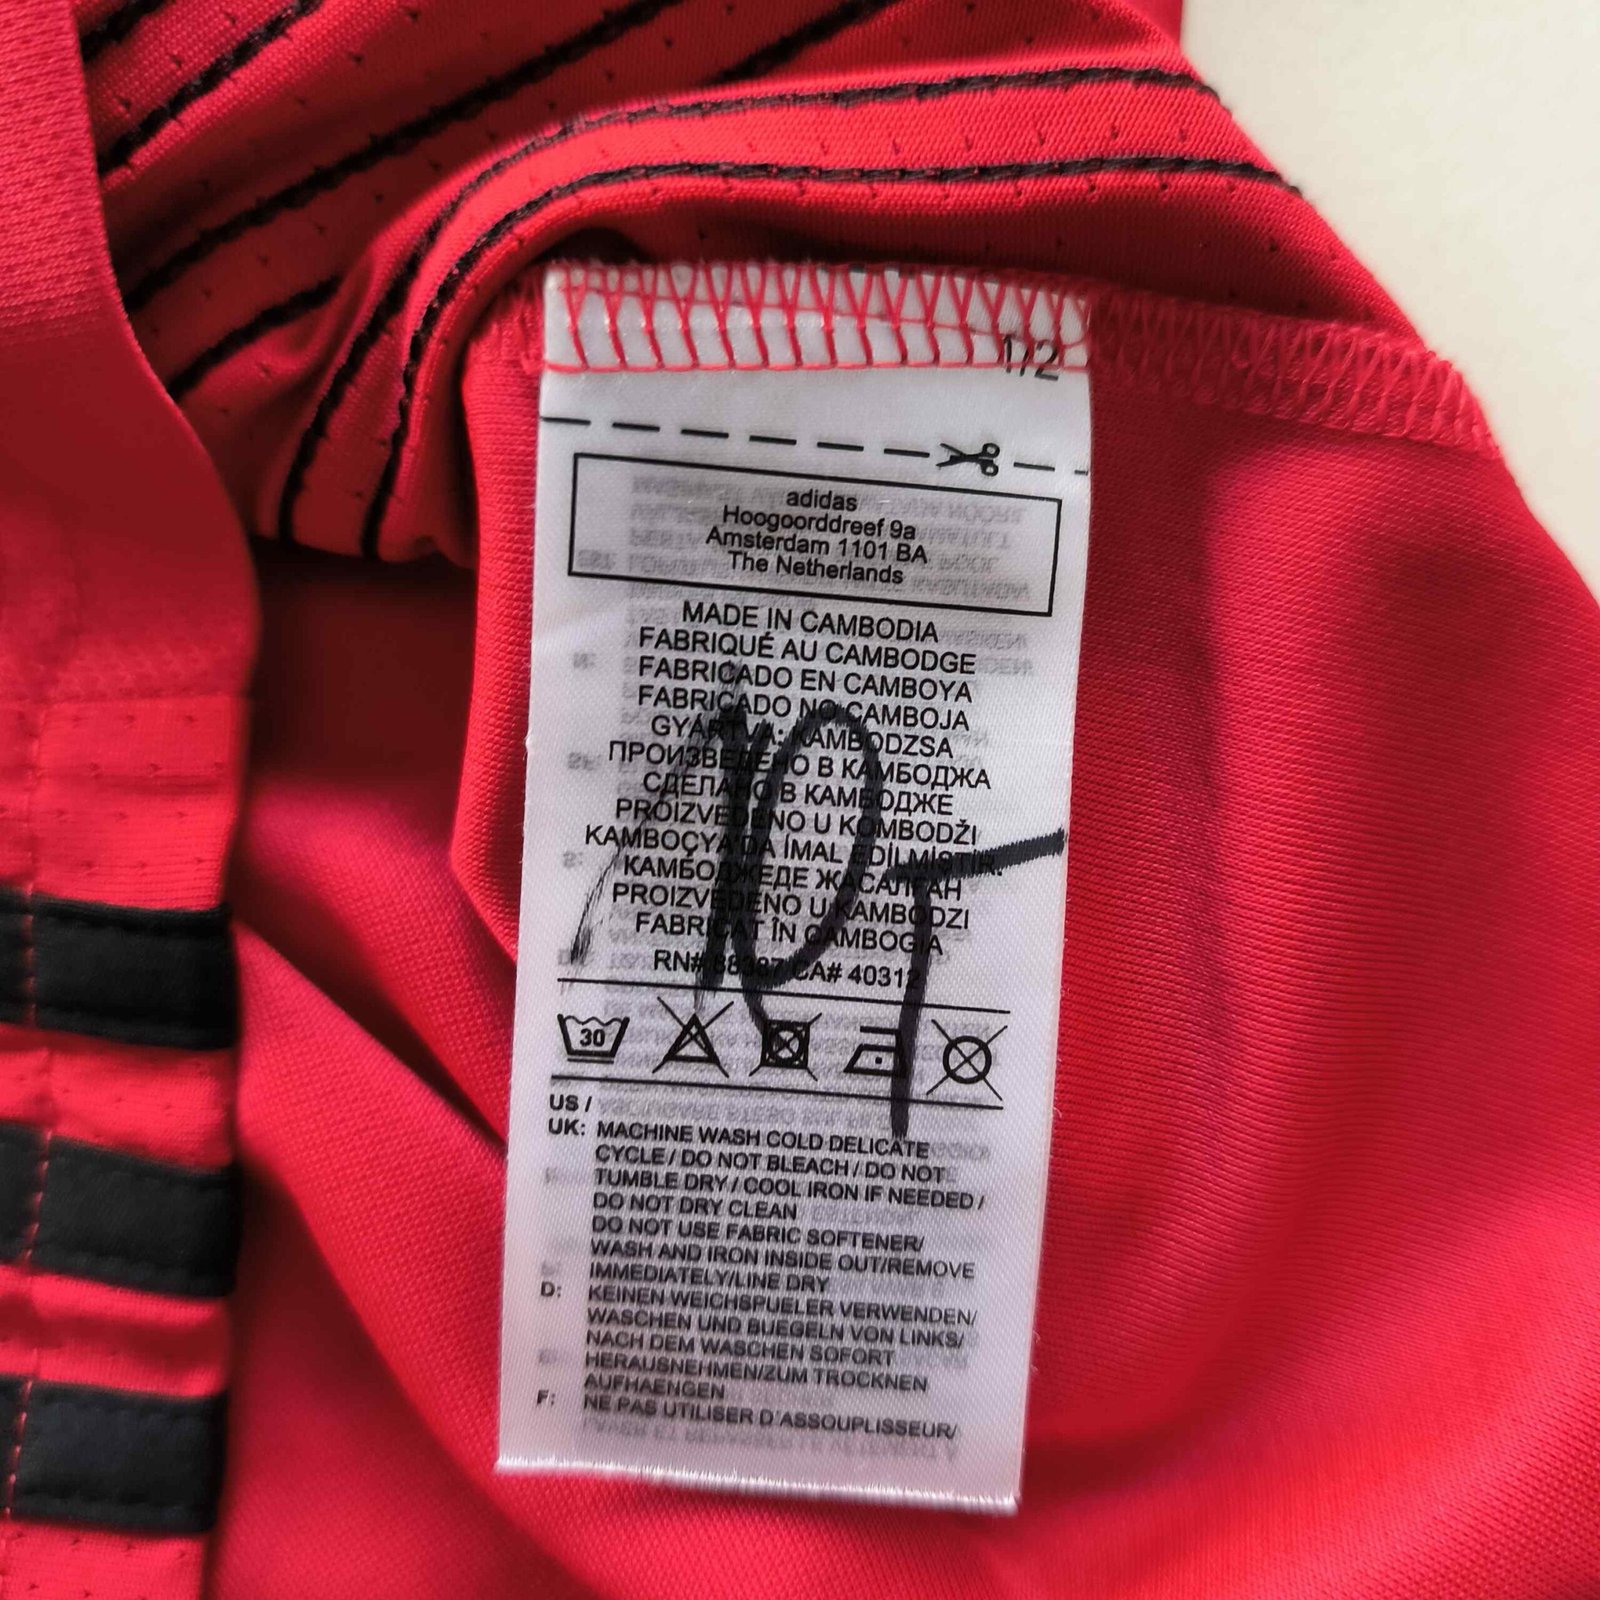 1/2
adidas
Hoogoorddreef 9a
Amsterdam 1101 BA
The Netherlands
MADE IN CAMBODIA
FABRIQUÉ AU CAMBODGE
FABRICADO EN CAMBOYA
FABRICADO NO CAMBOJA
GYÁRTVA: KAMBODZSA
ПРОИЗВЕДЕНО В КАМБОДЖА
СДЕЛАНО В КАМБОДЖЕ
PROIZVEDENO U KOMBODŽI
KAMBOÇYA'DA İMAL EDİLMİŞTİR.
КАМБОДЖЕДЕ ЖАСАЛҒАН
PROIZVEDENO U KAMBODZI
FABRICAT ÎN CAMBOGIA
RN# 88387 CA# 40312
30
US /
UK: MACHINE WASH COLD DELICATE
CYCLE / DO NOT BLEACH / DO NOT
TUMBLE DRY / COOL IRON IF NEEDED /
DO NOT DRY CLEAN
DO NOT USE FABRIC SOFTENER/
WASH AND IRON INSIDE OUT/REMOVE
IMMEDIATELY/LINE DRY
D: KEINEN WEICHSPUELER VERWENDEN/
WASCHEN UND BUEGELN VON LINKS/
NACH DEM WASCHEN SOFORT
HERAUSNEHMEN/ZUM TROCKNEN
AUFHAENGEN
F: NE PAS UTILISER D'ASSOUPLISSEUR/